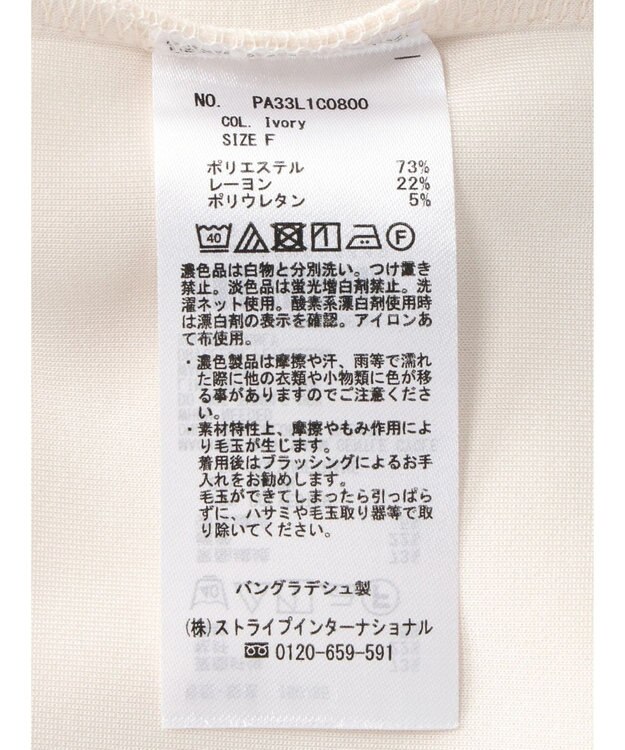 NO. PA33L1C0800
COL. Ivory
SIZE F
ポリエステル 73%
レーヨン 22%
ポリウレタン 5%
40 F
濃色品は白物と分別洗い。つけ置き
禁止。淡色品は蛍光増白剤禁止。洗
濯ネット使用。酸素系漂白剤使用時
は漂白剤の表示を確認。アイロンあ
て布使用。
・濃色製品は摩擦や汗、雨等で濡れ
た際に他の衣類や小物類に色が移
る事がありますのでご注意くださ
い。
・素材特性上、摩擦やもみ作用によ
り毛玉が生じます。
着用後はブラッシングによるお手
入れをお勧めします。
毛玉ができてしまったら引っぱら
ずに、ハサミや毛玉取り器等で取
り除いてください。
バングラデシュ製
(株)ストライプインターナショナル
0120-659-591